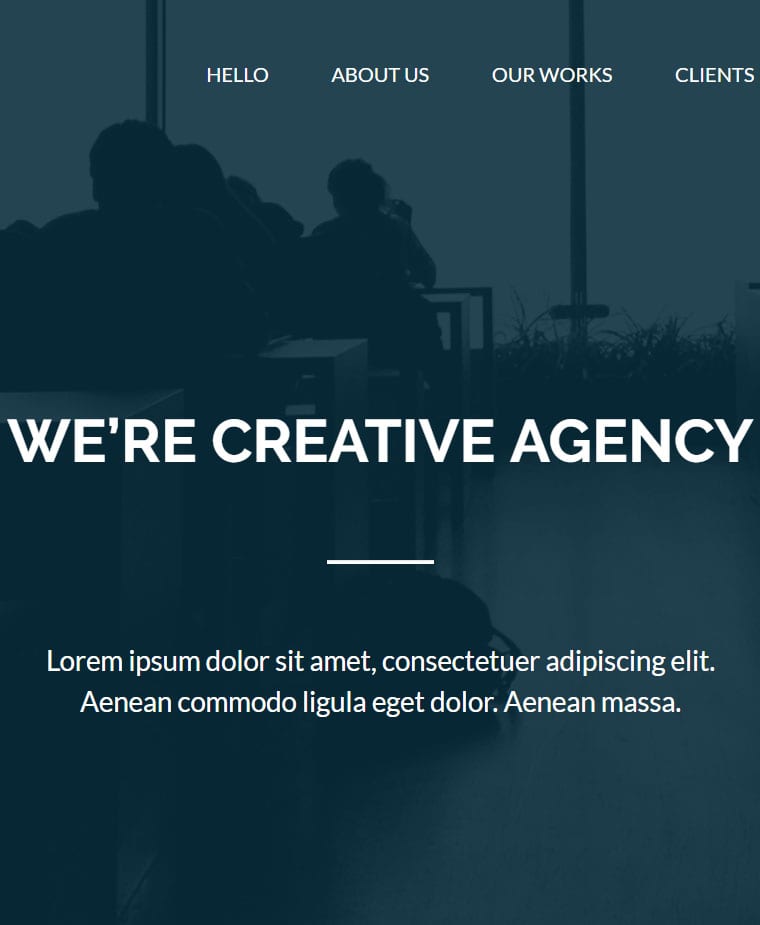 HELLO ABOUT US OUR WORKS CLIENTS
WE’RE CREATIVE AGENCY
Lorem ipsum dolor sit amet, consectetuer adipiscing elit.
Aenean commodo ligula eget dolor. Aenean massa.